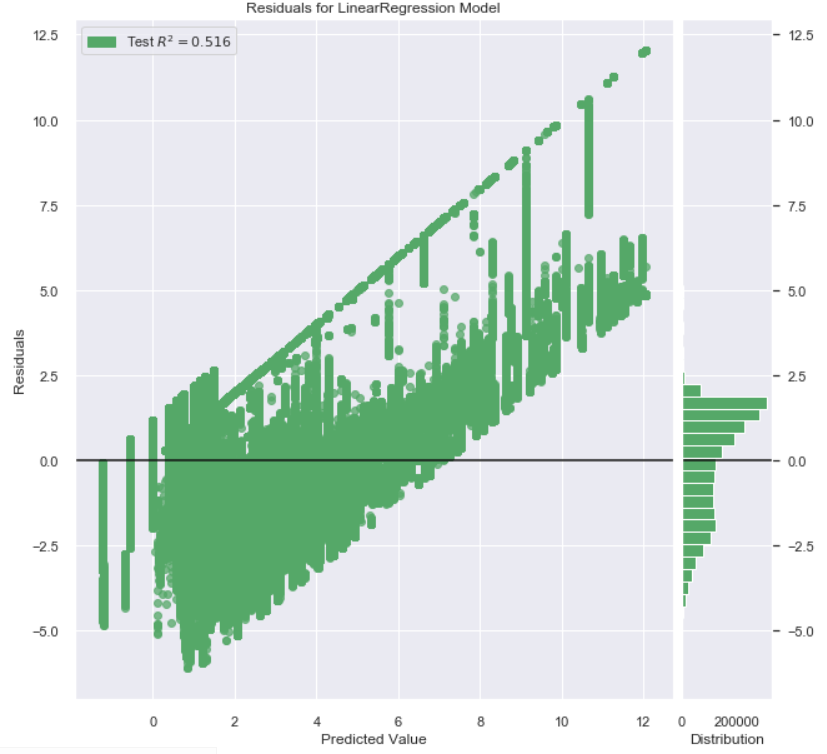 Residuals for LinearRegression Model
Test R² = 0.516
Residuals
12.5
10.0
7.5
5.0
2.5
0.0
−2.5
−5.0
0 2 4 6 8 10 12
Predicted Value
12.5
10.0
7.5
5.0
2.5
0.0
−2.5
−5.0
0 200000
Distribution